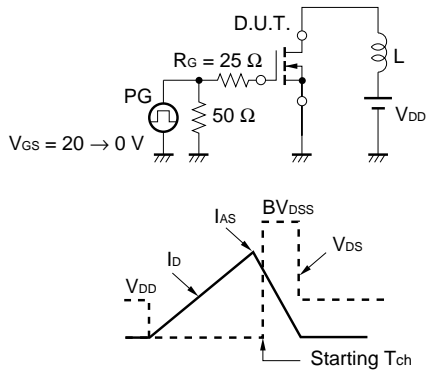 D.U.T.
RG = 25 Ω
L
PG
50 Ω
VDD
VGS = 20 → 0 V
BVDSS
IAS
VDS
ID
VDD
Starting Tch